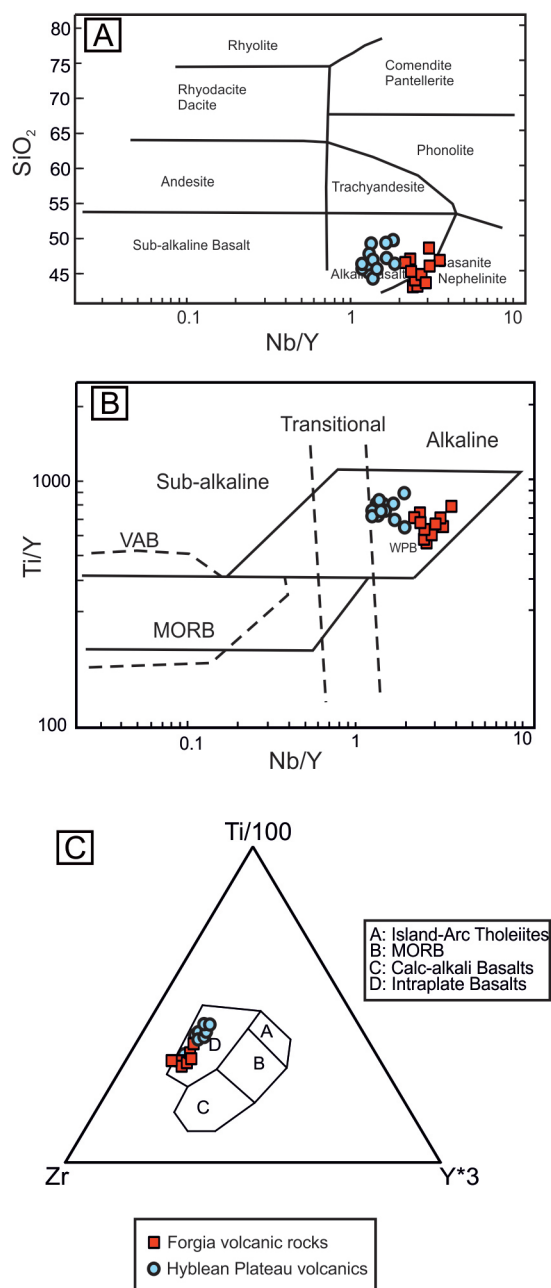 A
80
75
70
65
60
55
50
45
SiO2
Rhyolite
Comendite
Pantellerite
Rhyodacite
Dacite
Phonolite
Andesite
Trachyandesite
Sub-alkaline Basalt
Nephelinite
0.1
1
10
Nb/Y
B
Transitional
Alkaline
Sub-alkaline
1000
VAB
WPB
Ti/Y
MORB
100
0.1
1
10
Nb/Y
C
Ti/100
A: Island-Arc Tholeiites
B: MORB
C: Calc-alkali Basalts
D: Intraplate Basalts
D
A
B
C
Zr
Y*3
Forgia volcanic rocks
Hyblean Plateau volcanics